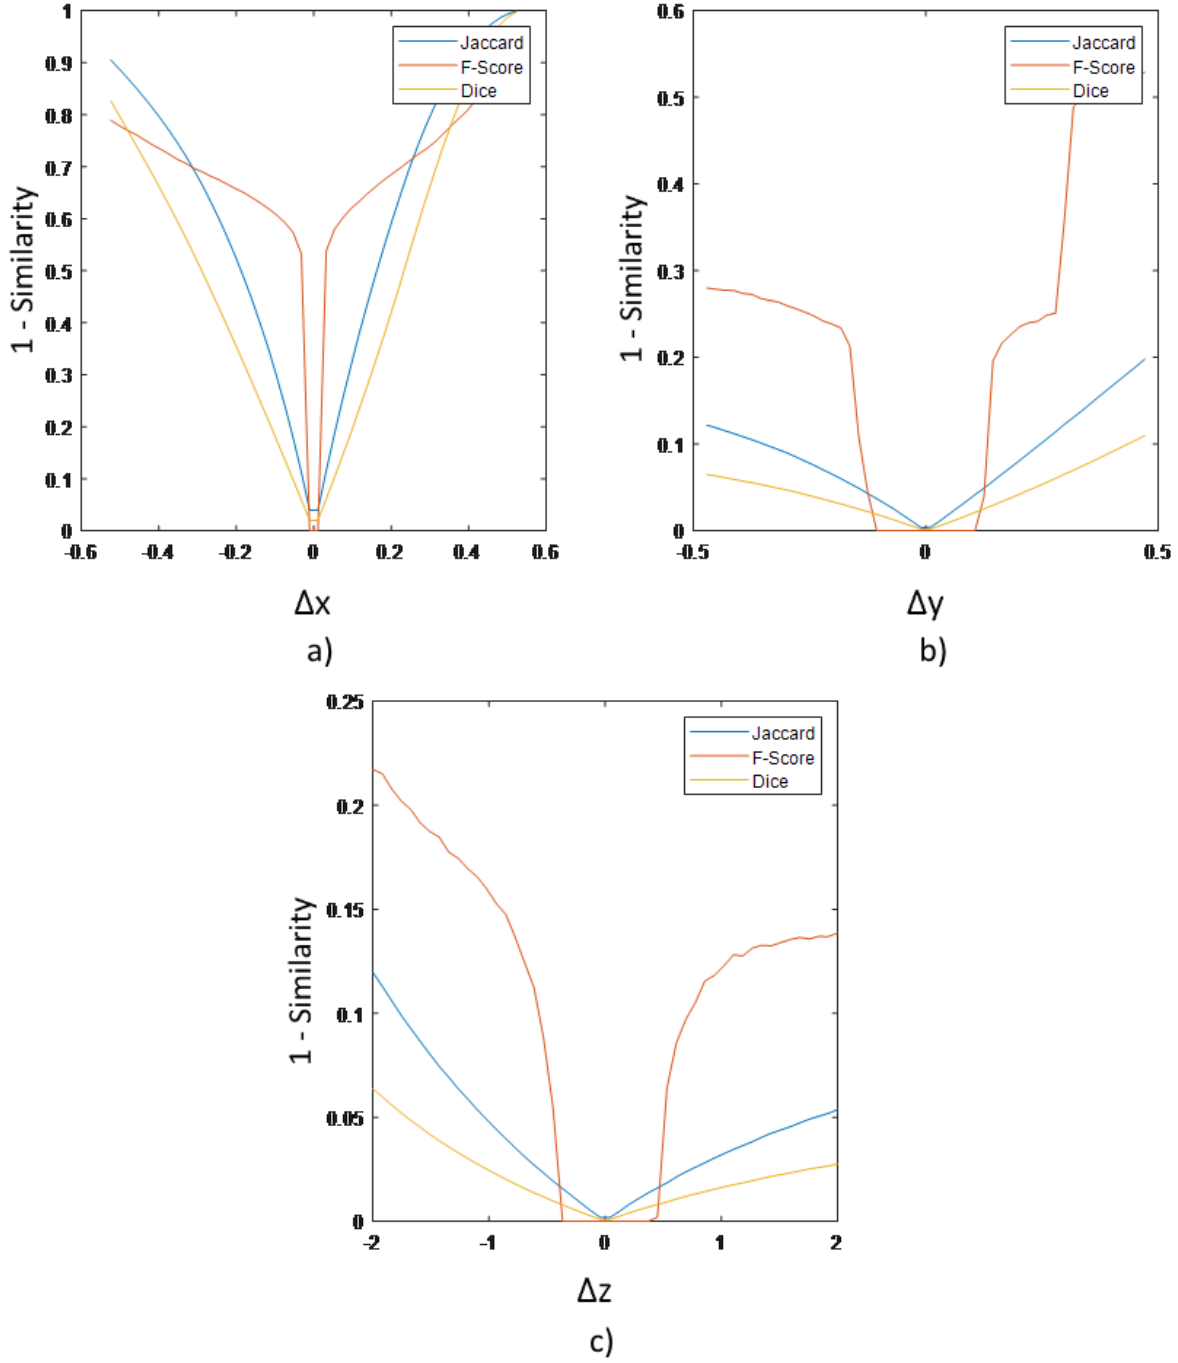 1
0.9
0.8
0.7
0.6
0.5
0.4
0.3
0.2
0.1
0
1 - Similarity
Jaccard
F-Score
Dice
-0.6 -0.4 -0.2 0 0.2 0.4 0.6
Δx
a)
0.6
0.5
0.4
0.3
0.2
0.1
0
1 - Similarity
Jaccard
F-Score
Dice
-0.5 0 0.5
Δy
b)
0.25
0.2
0.15
0.1
0.05
0
1 - Similarity
Jaccard
F-Score
Dice
-2 -1 0 1 2
Δz
c)